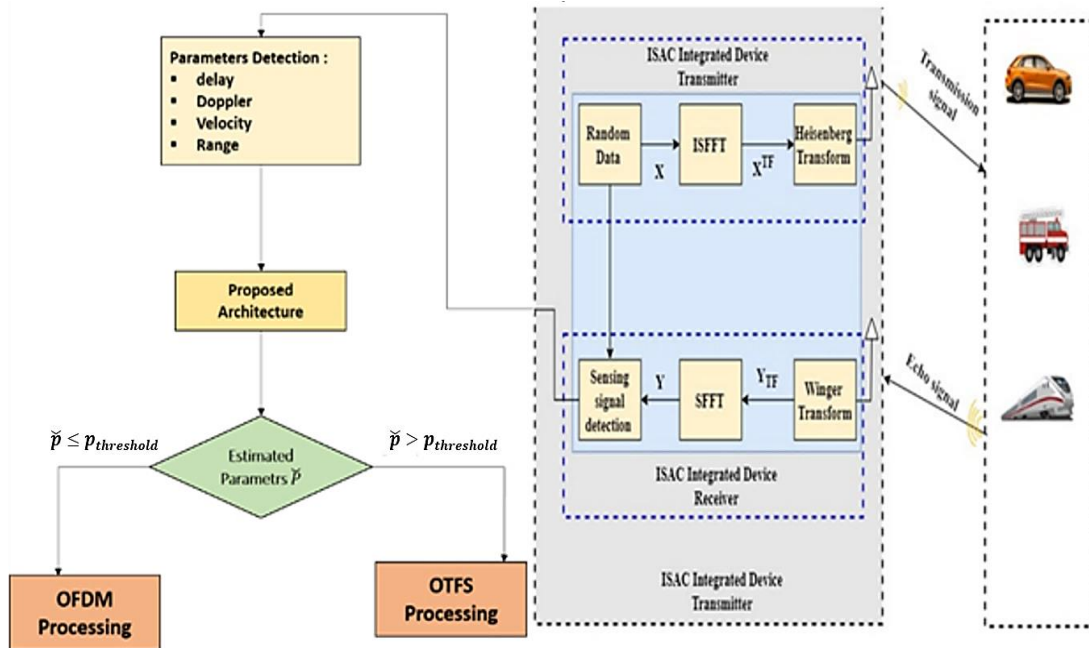 Parameters Detection :
▪ delay
▪ Doppler
▪ Velocity
▪ Range
Proposed
Architecture
p̌ ≤ p_threshold
p̌ > p_threshold
Estimated
Parametrs p̌
OFDM
Processing
OTFS
Processing
ISAC Integrated Device
Transmitter
Random
Data
X
ISFFT
X^TF
Heisenberg
Transform
Sensing
signal
detection
Y
SFFT
Y_TF
Winger
Transform
ISAC Integrated Device
Receiver
ISAC Integrated Device
Transmitter
Transmission
signal
Echo signal